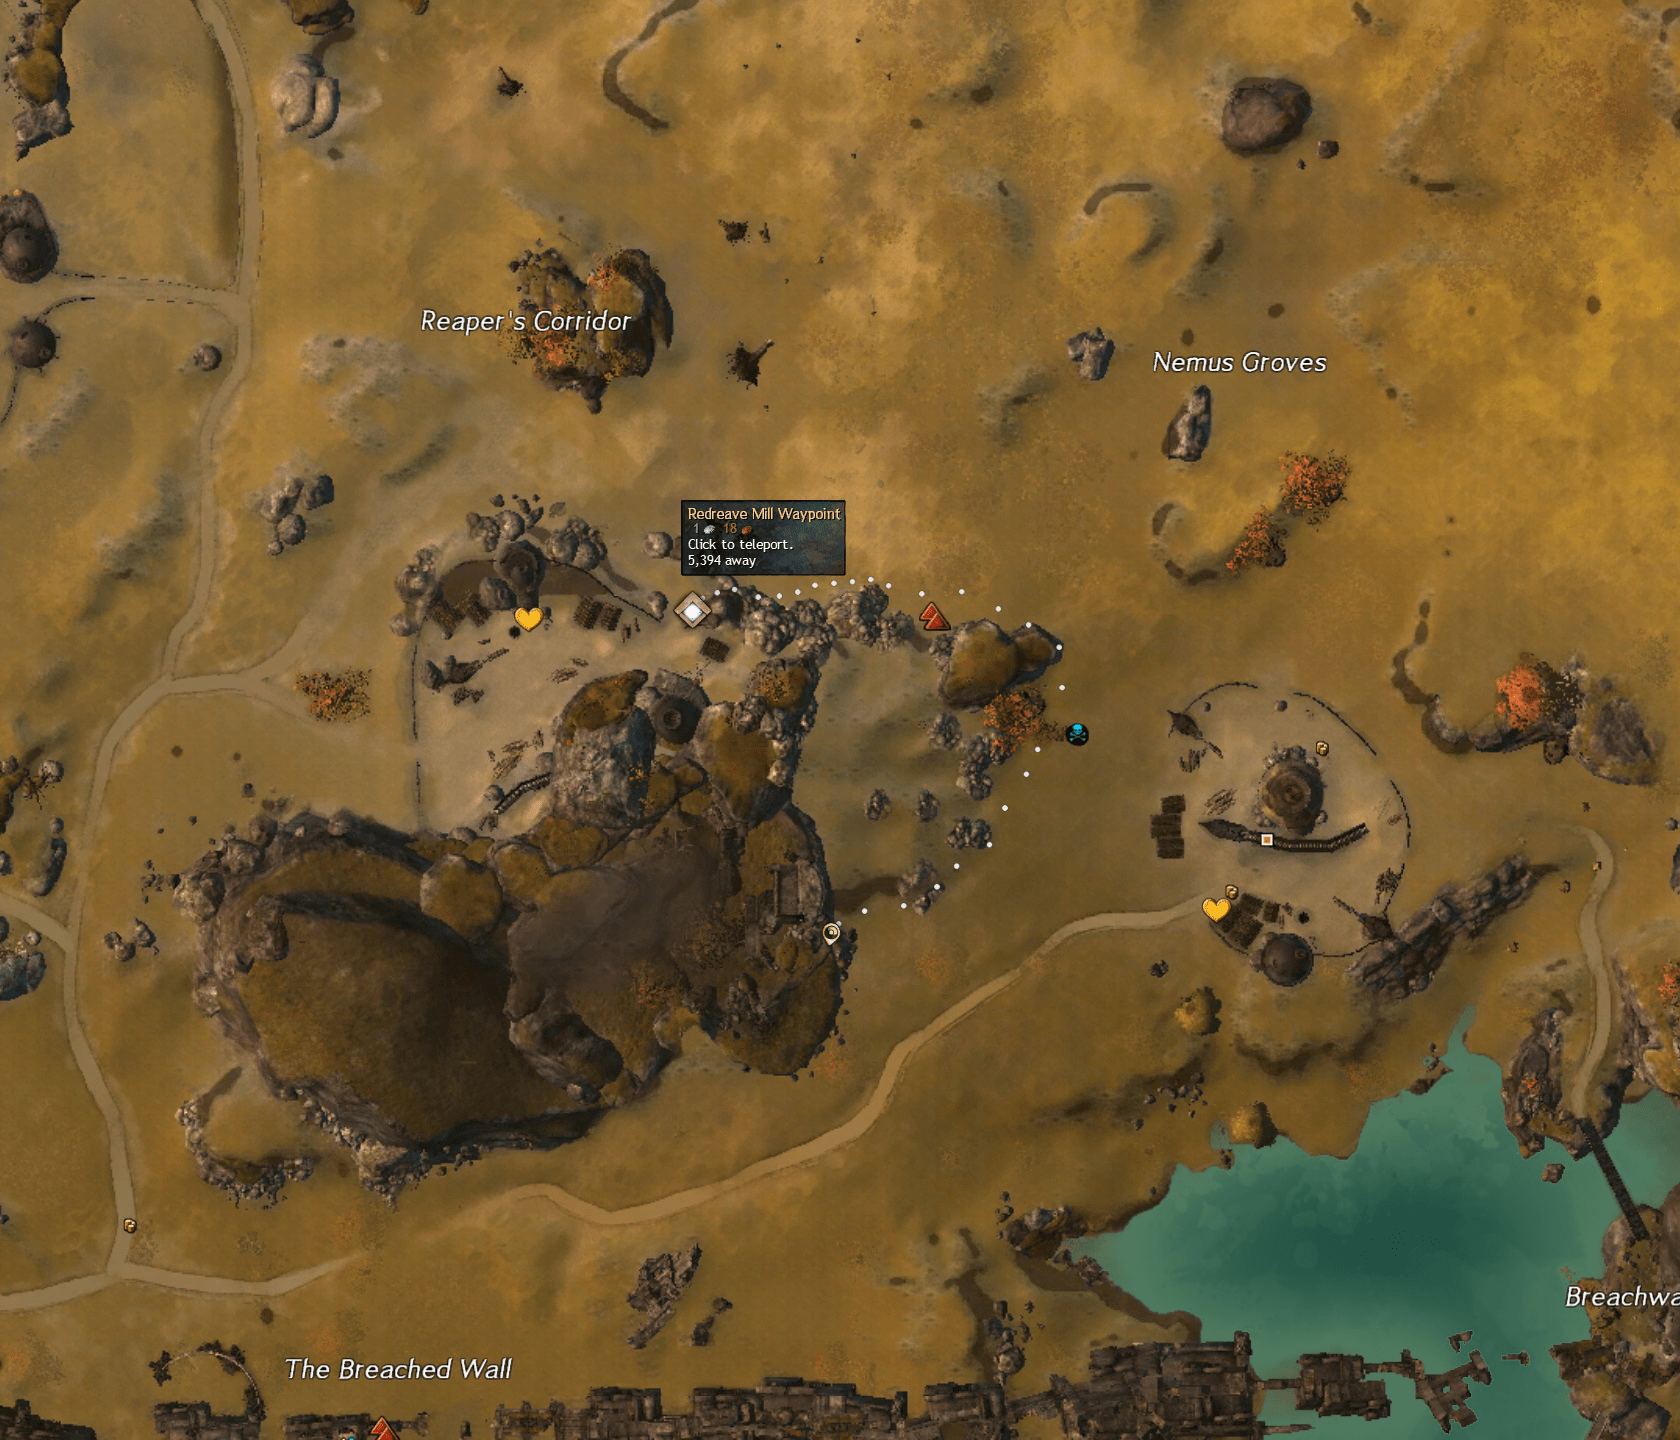 Reaper's Corridor
Nemus Groves
Redreave Mill Waypoint
1 18
Click to teleport.
5,394 away
Breachwa
The Breached Wall